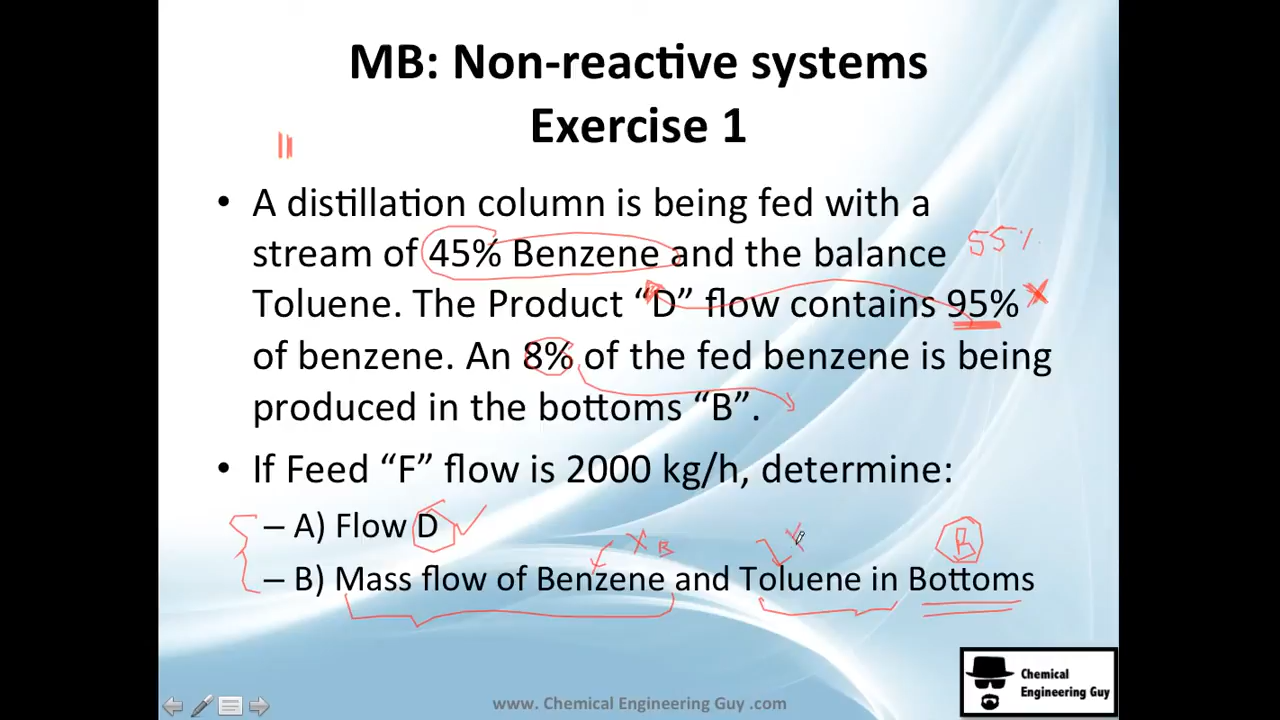 MB: Non-reactive systems
Exercise 1
• A distillation column is being fed with a
stream of 45% Benzene and the balance 55%
Toluene. The Product “D” flow contains 95%
of benzene. An 8% of the fed benzene is being
produced in the bottoms “B”.
• If Feed “F” flow is 2000 kg/h, determine:
– A) Flow D
X B B
– B) Mass flow of Benzene and Toluene in Bottoms
Chemical
Engineering Guy
www. Chemical Engineering Guy .com